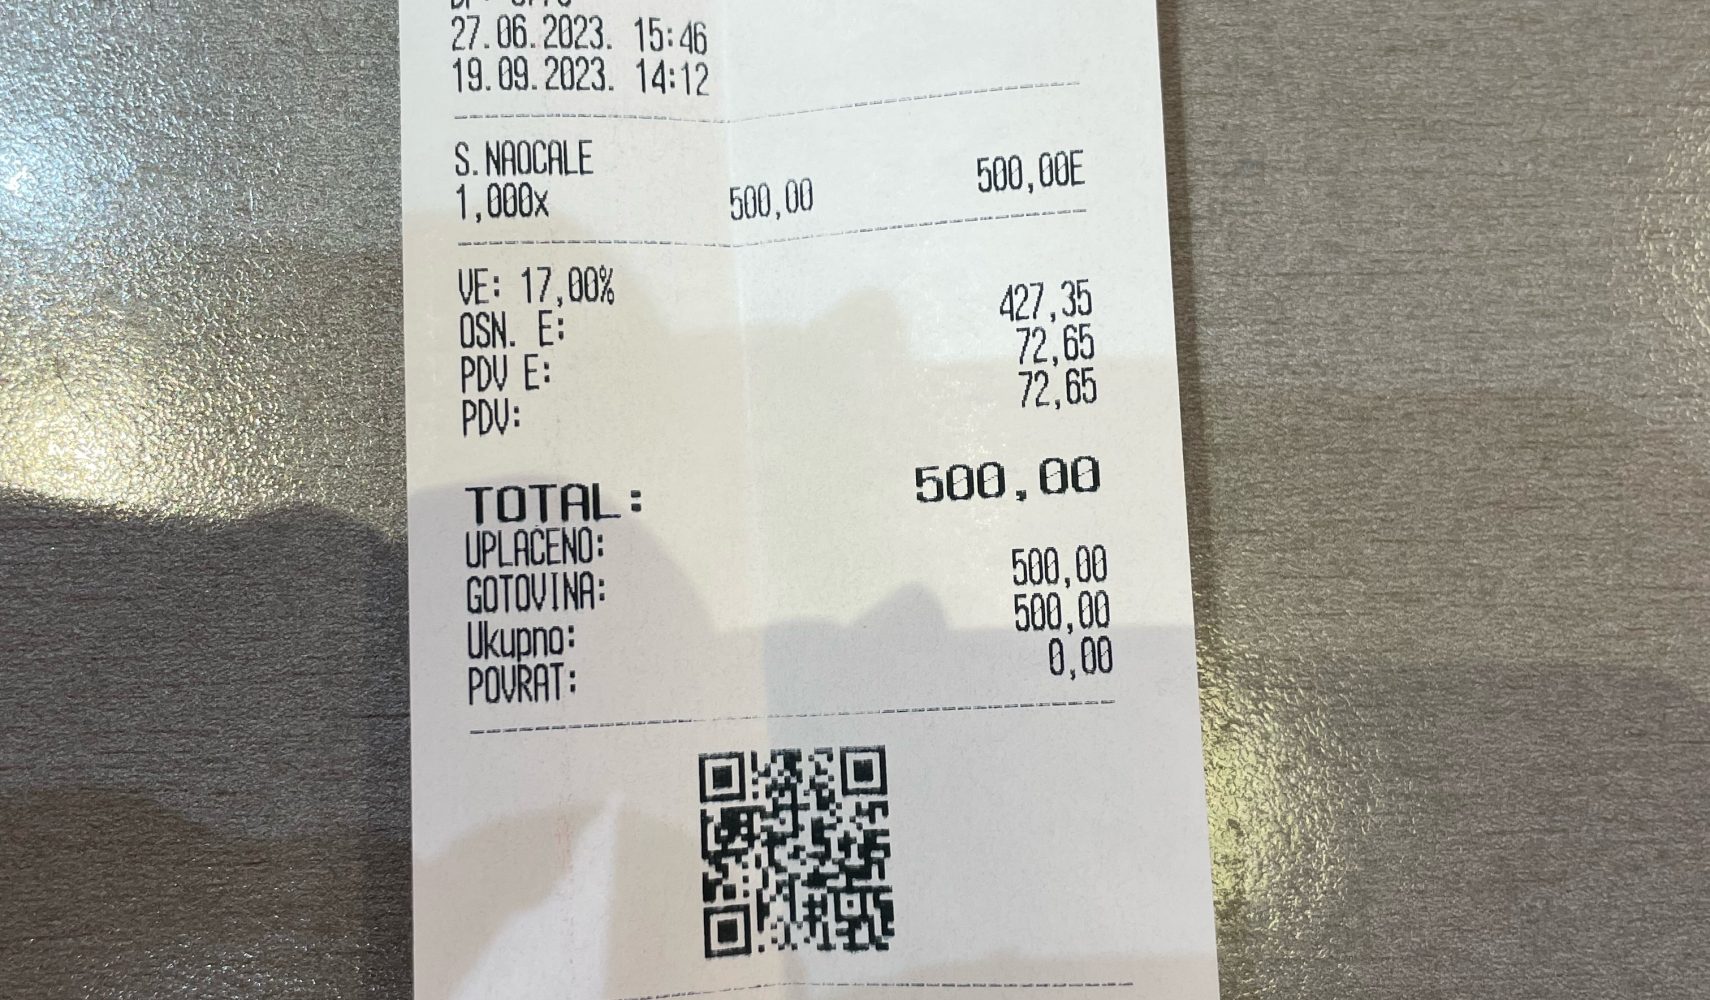 27.06.2023. 15:46
19.09.2023. 14:12
S.NAOCALE
1,000x 500,00 500,00E
VE: 17,00%
OSN. E: 427,35
PDV E: 72,65
PDV: 72,65
TOTAL: 500,00
UPLAĆENO:
GOTOVINA: 500,00
Ukupno: 500,00
POVRAT: 0,00